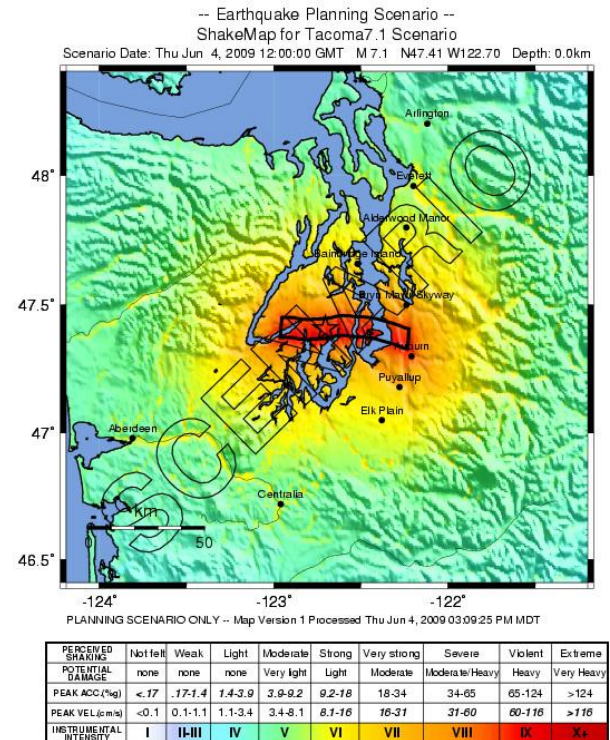 -- Earthquake Planning Scenario --
ShakeMap for Tacoma7.1 Scenario
Scenario Date: Thu Jun 4, 2009 12:00:00 GMT M 7.1 N47.41 W122.70 Depth: 0.0km
Arlington
48°
Everett
Alderwood Manor
Bainbridge Island
47.5°
Bryn Mawr-Skyway
Auburn
Puyallup
Elk Plain
47°
Aberdeen
Centralia
SCENARIO
km
0 50
46.5°
-124° -123° -122°
PLANNING SCENARIO ONLY -- Map Version 1 Processed Thu Jun 4, 2009 03:09:25 PM MDT
PERCEIVED SHAKING Not felt Weak Light Moderate Strong Very strong Severe Violent Extreme
POTENTIAL DAMAGE none none none Very light Light Moderate Moderate/Heavy Heavy Very Heavy
PEAK ACC.(%g) <.17 .17-1.4 1.4-3.9 3.9-9.2 9.2-18 18-34 34-65 65-124 >124
PEAK VEL.(cm/s) <0.1 0.1-1.1 1.1-3.4 3.4-8.1 8.1-16 16-31 31-60 60-116 >116
INSTRUMENTAL INTENSITY I II-III IV V VI VII VIII IX X+